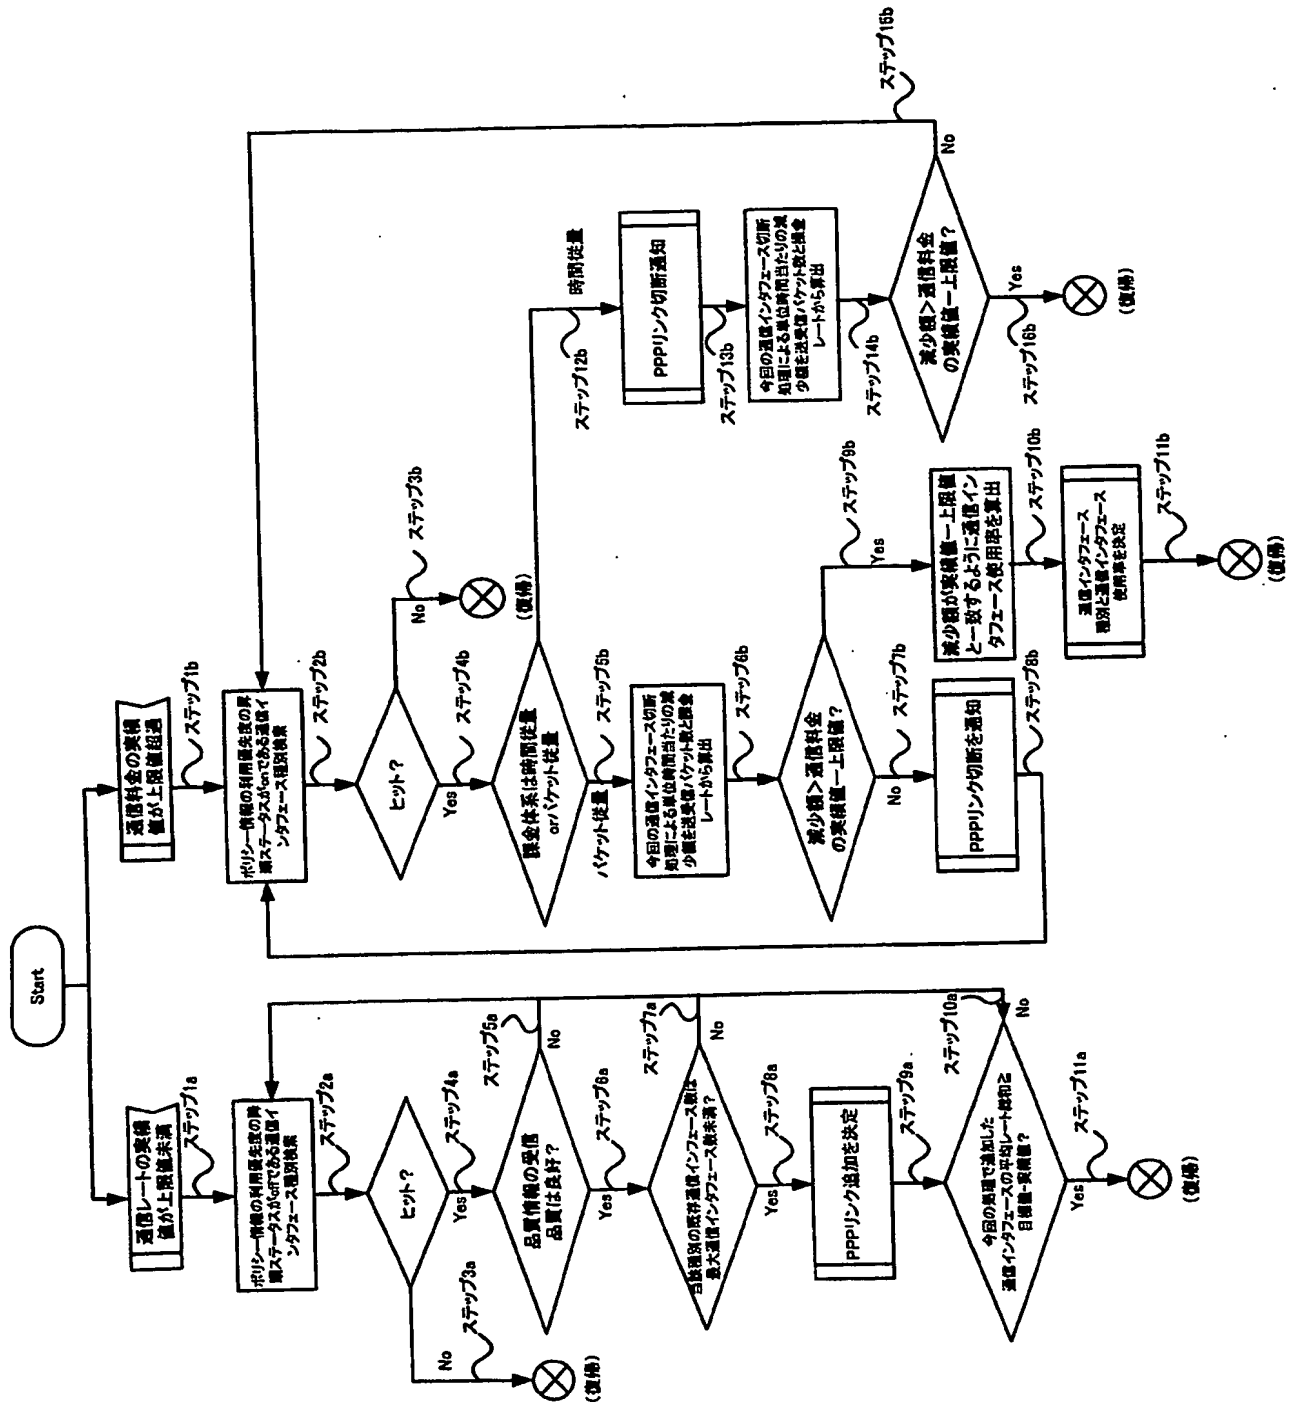 Start
通信レートの実績
値が上限値未満
ステップ1a
ポリシー情報の利用優先度の降
順ステータスがoffである通信イ
ンタフェース種別検索
ステップ2a
ヒット？
No
ステップ3a
(復帰)
Yes
ステップ4a
品質情報の受信
品質は良好？
No
ステップ5a
Yes
ステップ6a
当該種別の既存通信インフェース数は
最大通信インタフェース数未満？
No
ステップ7a
Yes
ステップ8a
PPPリンク追加を決定
ステップ9a
今回の処理で追加した
通信インタフェースの平均レート総和≧
目標値-実績値？
No
ステップ10a
Yes
ステップ11a
(復帰)
通信料金の実績
値が上限値超過
ステップ1b
ポリシー情報の利用優先度の昇
順ステータスがonである通信イ
ンタフェース種別検索
ステップ2b
ヒット？
No
ステップ3b
(復帰)
Yes
ステップ4b
課金体系は時間従量
orパケット従量
パケット従量
ステップ5b
今回の通信インタフェース切断
処理による単位時間当たりの減
少額を送受信パケット数と課金
レートから算出
ステップ6b
減少額＞通信料金
の実績値ー上限値？
No
ステップ7b
PPPリンク切断を通知
ステップ8b
Yes
ステップ9b
減少額が実績値ー上限値
と一致するように通信イン
タフェース使用率を算出
ステップ10b
通信インタフェース
種別と通信インタフェース
使用率を決定
ステップ11b
(復帰)
時間従量
ステップ12b
PPPリンク切断通知
ステップ13b
今回の通信インタフェース切断
処理による単位時間当たりの減
少額を送受信パケット数と課金
レートから算出
ステップ14b
減少額＞通信料金
の実績値ー上限値？
No
ステップ15b
Yes
ステップ16b
(復帰)